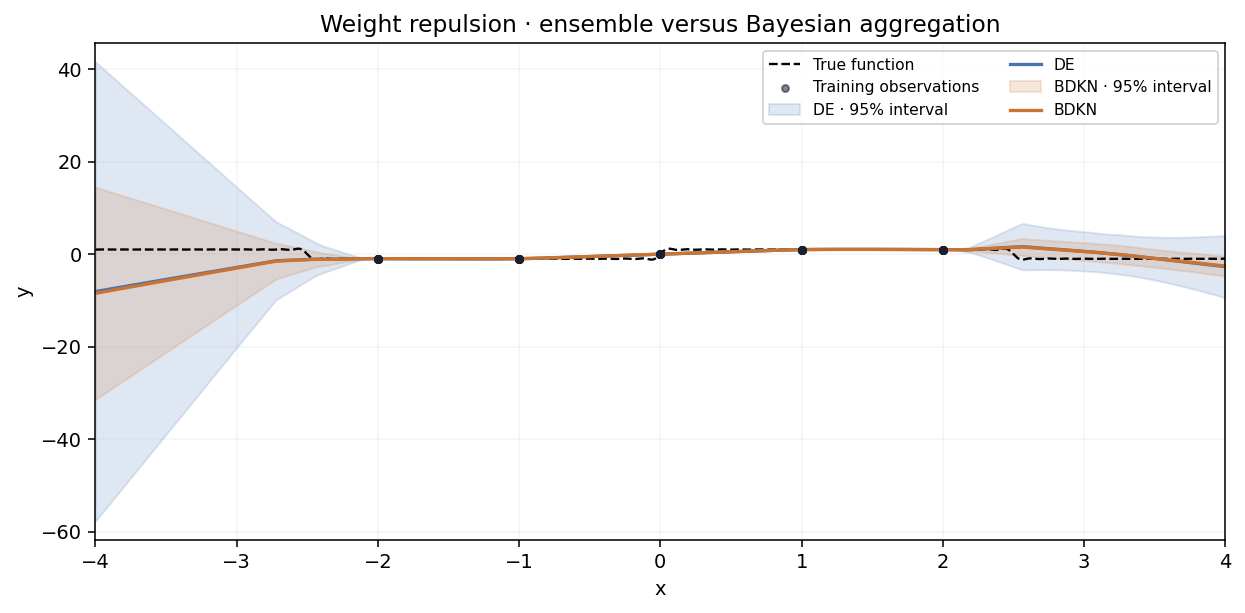 Weight repulsion · ensemble versus Bayesian aggregation
True function
Training observations
DE · 95% interval
DE
BDKN · 95% interval
BDKN
y
40
20
0
−20
−40
−60
−4
−3
−2
−1
0
1
2
3
4
x